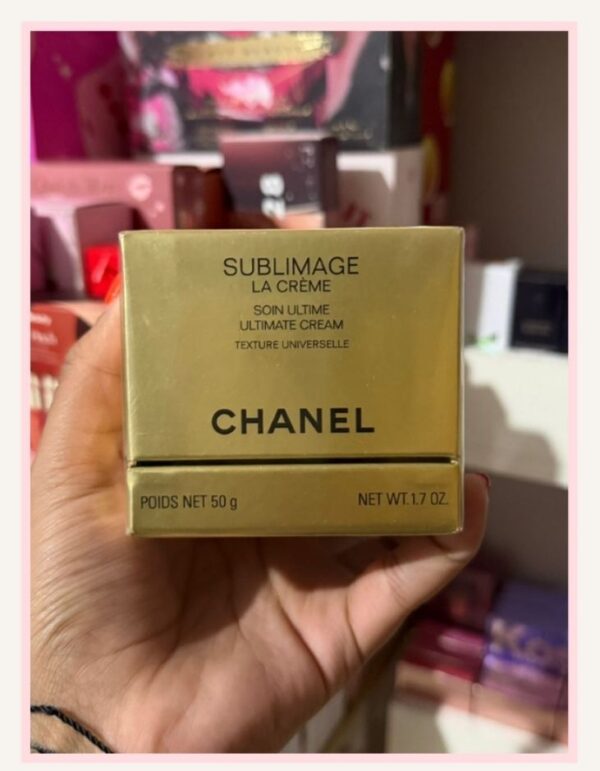 SUBLIMAGE
LA CRÈME
SOIN ULTIME
ULTIMATE CREAM
TEXTURE UNIVERSELLE
CHANEL
POIDS NET 50 g NET WT. 1.7 OZ.